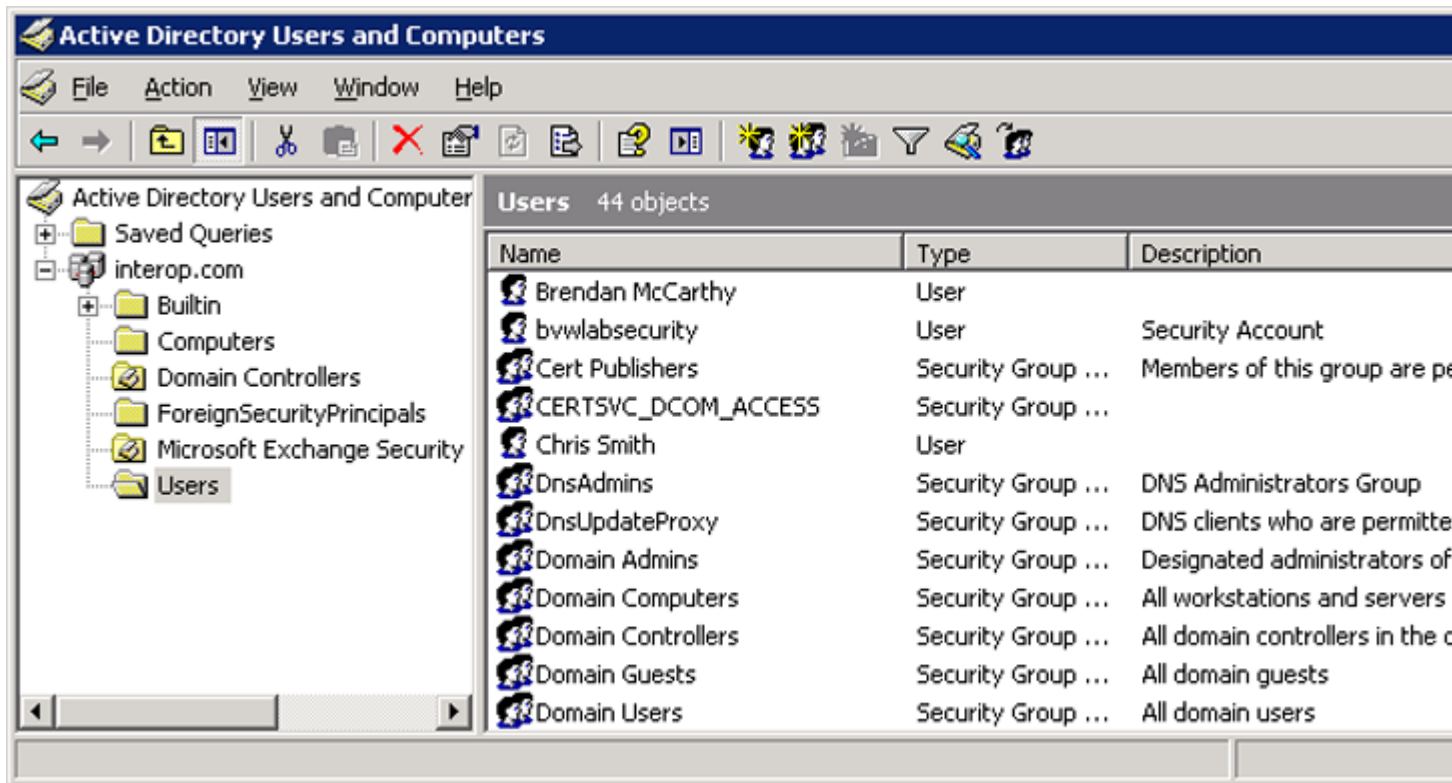 Active Directory Users and Computers
File Action View Window Help
Active Directory Users and Computer
Saved Queries
interop.com
Builtin
Computers
Domain Controllers
ForeignSecurityPrincipals
Microsoft Exchange Security
Users
Users 44 objects
Name Type Description
Brendan McCarthy User
bvwlabsecurity User Security Account
Cert Publishers Security Group ... Members of this group are pe
CERTSVC_DCOM_ACCESS Security Group ...
Chris Smith User
DnsAdmins Security Group ... DNS Administrators Group
DnsUpdateProxy Security Group ... DNS clients who are permitte
Domain Admins Security Group ... Designated administrators of
Domain Computers Security Group ... All workstations and servers
Domain Controllers Security Group ... All domain controllers in the d
Domain Guests Security Group ... All domain guests
Domain Users Security Group ... All domain users